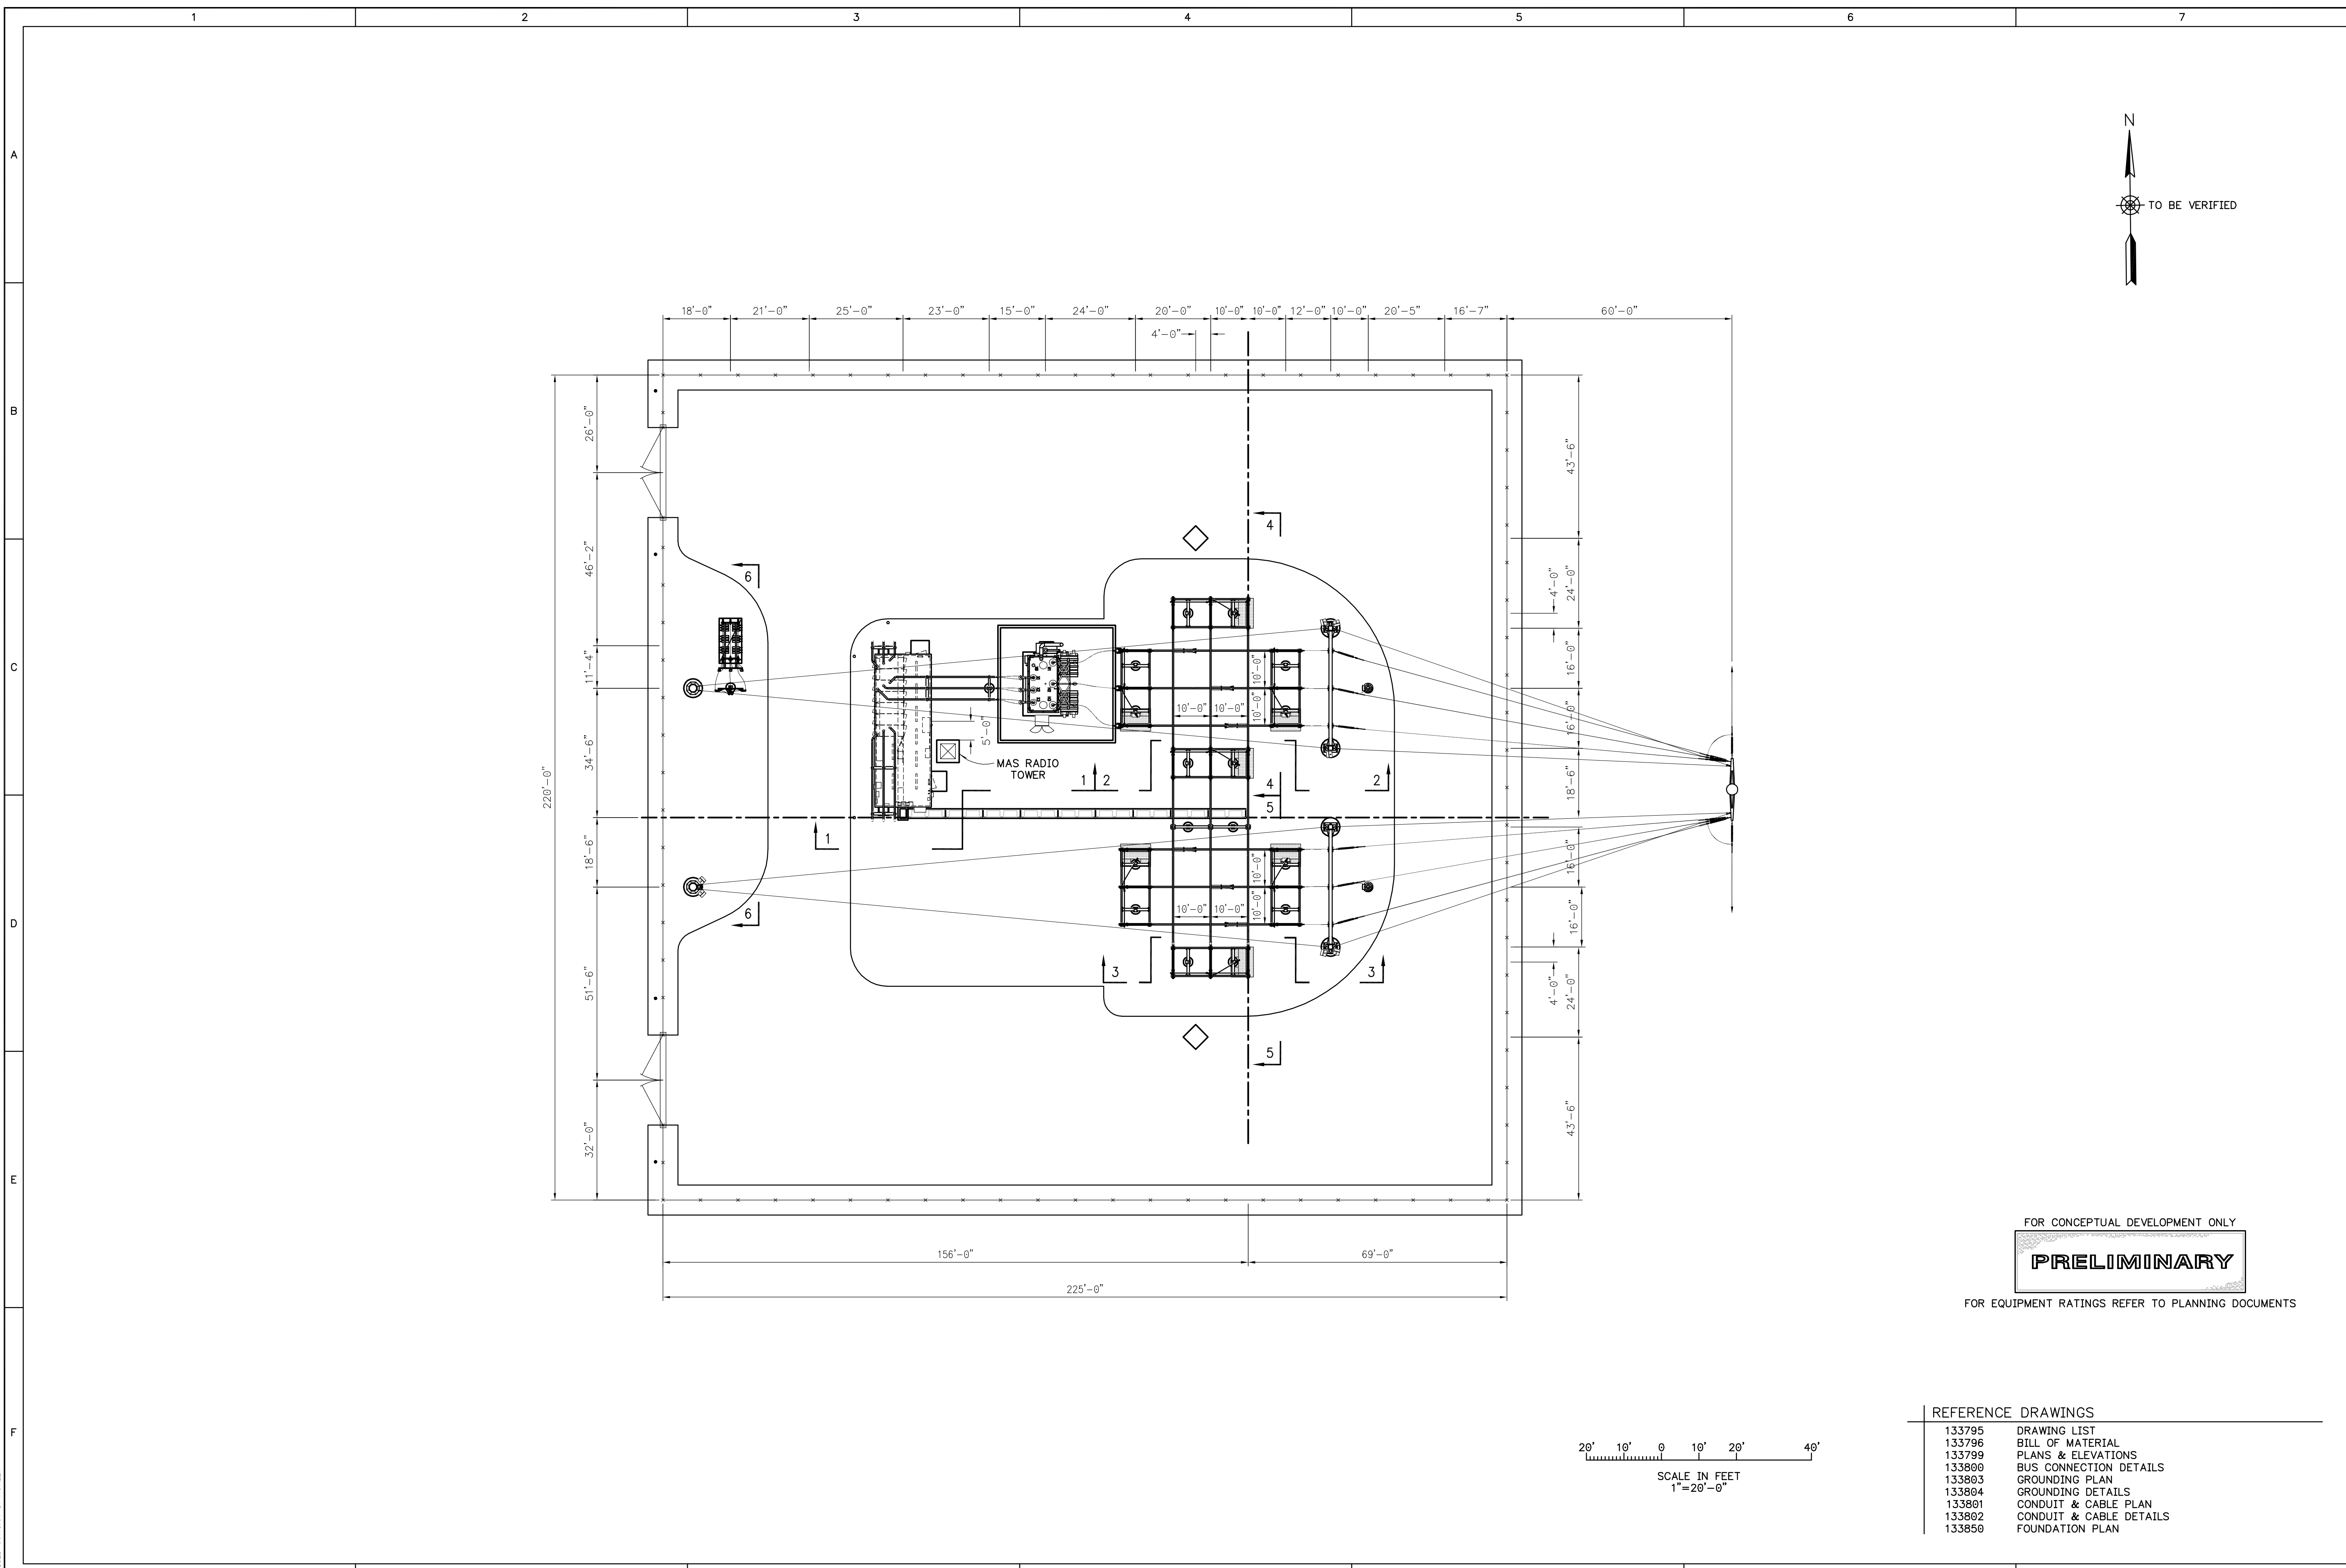 1 2 3 4 5 6 7
N
A
TO BE VERIFIED
18'-0" 21'-0" 25'-0" 23'-0" 15'-0" 24'-0" 20'-0" 10'-0" 10'-0" 12'-0" 10'-0" 20'-5" 16'-7" 60'-0"
4'-0"
B
26'-0"
43'-6"
4
46'-2"
6
4'-0"
24'-0"
C
11'-4"
16'-0"
10'-0"
10'-0"
10'-0" 10'-0"
16'-0"
5'-0"
34'-6"
MAS RADIO
TOWER
1 2
4
2
220'-0"
18'-6"
5
1
18'-6"
16'-0"
10'-0"
10'-0"
10'-0" 10'-0"
6
D
16'-0"
3
3
51'-6"
4'-0"
24'-0"
5
32'-0"
43'-6"
E
156'-0" 69'-0"
225'-0"
FOR CONCEPTUAL DEVELOPMENT ONLY
PRELIMINARY
FOR EQUIPMENT RATINGS REFER TO PLANNING DOCUMENTS
F
20' 10' 0 10' 20' 40'
SCALE IN FEET
1"=20'-0"
REFERENCE DRAWINGS
133795 DRAWING LIST
133796 BILL OF MATERIAL
133799 PLANS & ELEVATIONS
133800 BUS CONNECTION DETAILS
133803 GROUNDING PLAN
133804 GROUNDING DETAILS
133801 CONDUIT & CABLE PLAN
133802 CONDUIT & CABLE DETAILS
133850 FOUNDATION PLAN